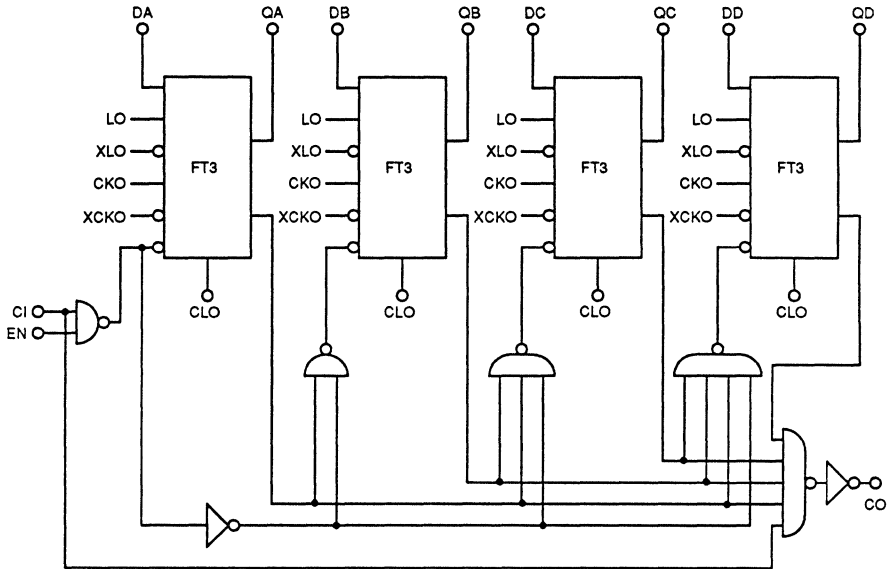 DA QA DB QB DC QC DD QD
LO LO LO LO
XLO FT3 XLO FT3 XLO FT3 XLO FT3
CKO CKO CKO CKO
XCKO XCKO XCKO XCKO
CI CLO CLO CLO CLO
EN
CO